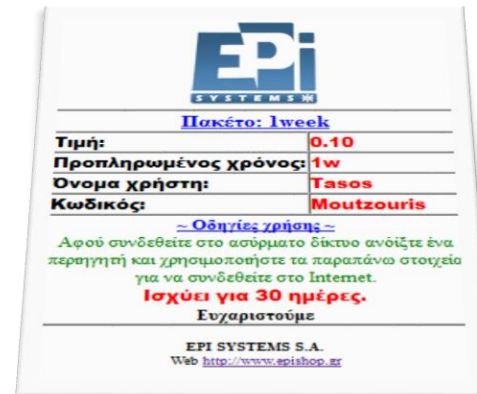 EPi
SYSTEMS
Πακέτο: 1week
Τιμή: 0.10
Προπληρωμένος χρόνος: 1w
Όνομα χρήστη: Tasos
Κωδικός: Moutzouris
~ Οδηγίες χρήσης ~
Αφού συνδεθείτε στο ασύρματο δίκτυο ανόιξτε ένα
περιηγητή και χρησιμοποιήστε τα παραπάνω στοιχεία
για να συνδεθείτε στο Internet.
Ισχύει για 30 ημέρες.
Ευχαριστούμε
EPI SYSTEMS S.A.
Web http://www.epishop.gr